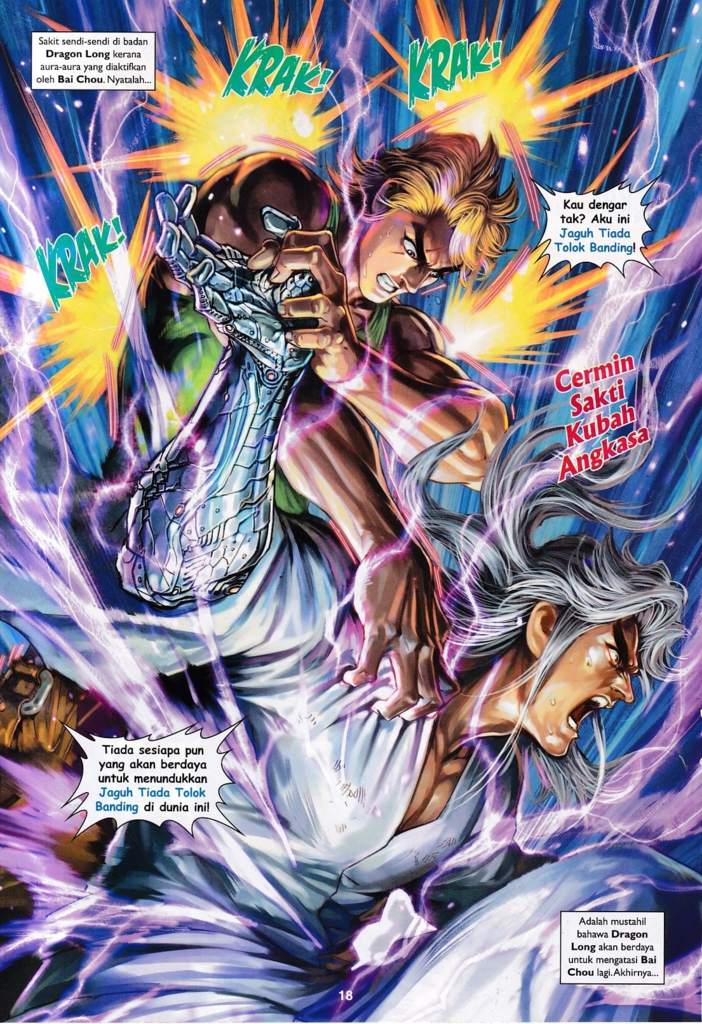 Sakit sendi-sendi di badan
Dragon Long kerana
aura-aura yang diaktifkan
oleh Bai Chou. Nyatalah...
KRAK!
KRAK!
KRAK!
Kau dengar
tak? Aku ini
Jaguh Tiada
Tolok Banding!
Cermin
Sakti
Kubah
Angkasa
Tiada sesiapa pun
yang akan berdaya
untuk menundukkan
Jaguh Tiada Tolok
Banding di dunia ini!
Adalah mustahil
bahawa Dragon
Long akan berdaya
untuk mengatasi Bai
Chou lagi. Akhirnya...
18